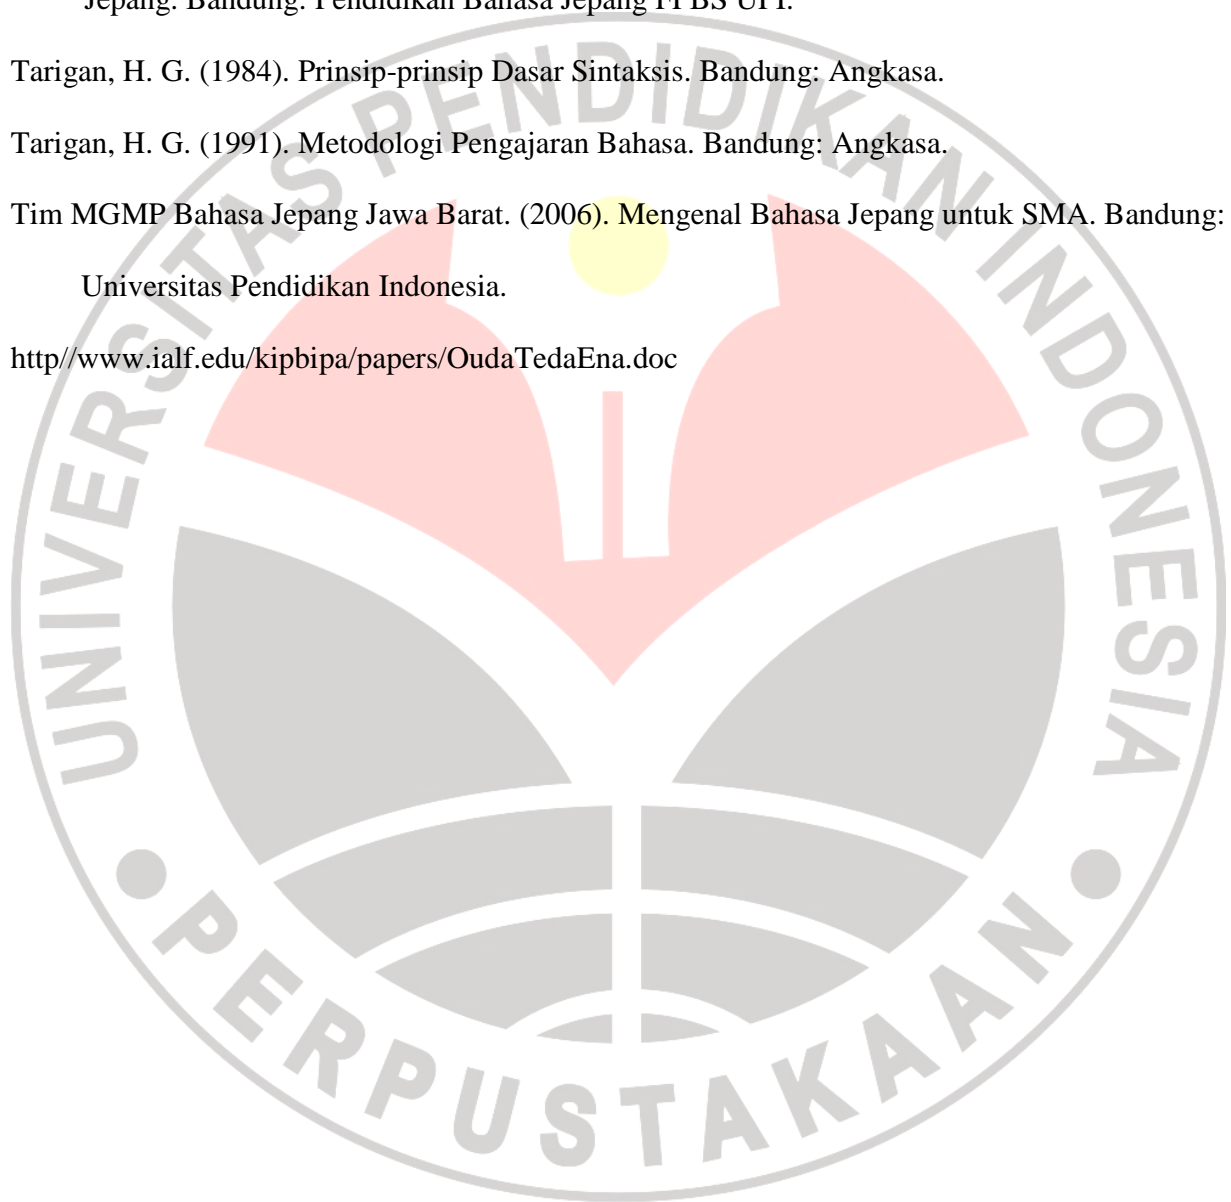 Jepang. Bandung: Pendidikan Bahasa Jepang FPBS UPI.
Tarigan, H. G. (1984). Prinsip-prinsip Dasar Sintaksis. Bandung: Angkasa.
Tarigan, H. G. (1991). Metodologi Pengajaran Bahasa. Bandung: Angkasa.
Tim MGMP Bahasa Jepang Jawa Barat. (2006). Mengenal Bahasa Jepang untuk SMA. Bandung:
Universitas Pendidikan Indonesia.
http//www.ialf.edu/kipbipa/papers/OudaTedaEna.doc
UNIVERSITAS PENDIDIKAN INDONESIA
PERPUSTAKAAN